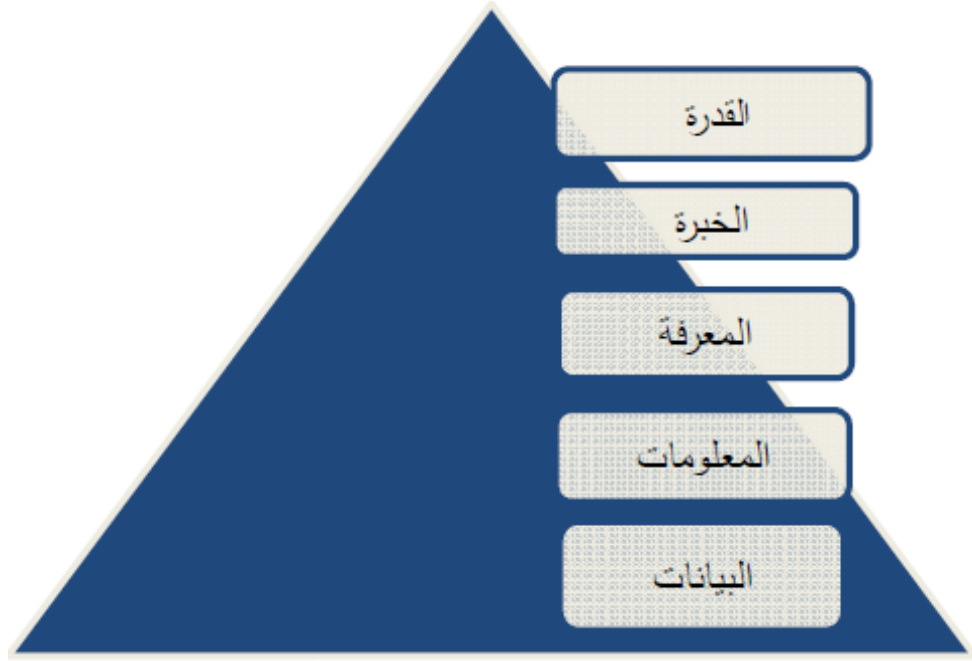 القدرة
الخبرة
المعرفة
المعلومات
البيانات